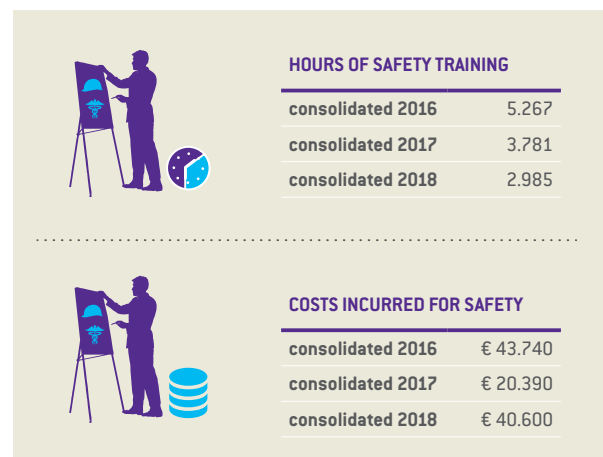 HOURS OF SAFETY TRAINING
consolidated 2016 5.267
consolidated 2017 3.781
consolidated 2018 2.985
COSTS INCURRED FOR SAFETY
consolidated 2016 € 43.740
consolidated 2017 € 20.390
consolidated 2018 € 40.600